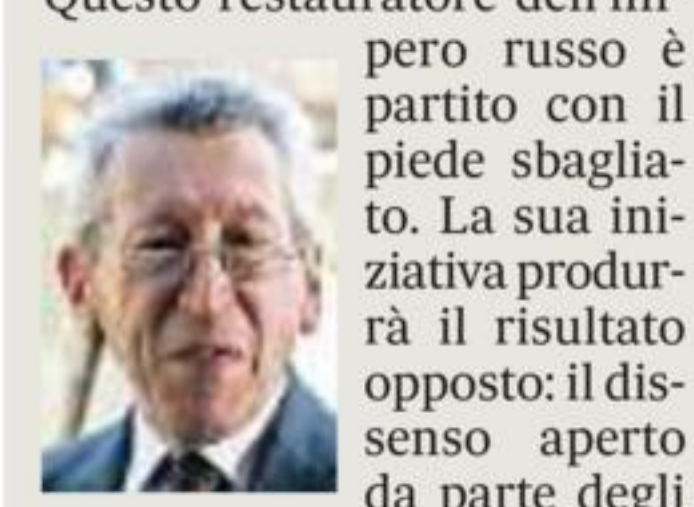 Questo restauratore dell'im-
pero russo è
partito con il
piede sbaglia-
to. La sua ini-
ziativa produr-
rà il risultato
opposto: il dis-
senso aperto
da parte degli